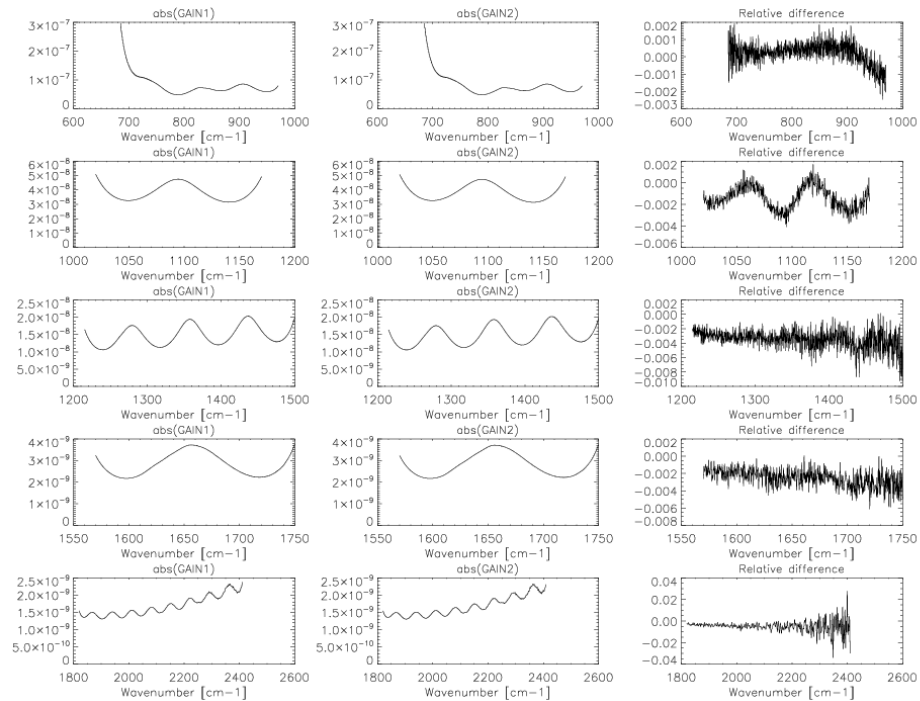 abs(GAIN1) abs(GAIN2) Relative difference
3×10⁻⁷ 3×10⁻⁷ 0.002
2×10⁻⁷ 2×10⁻⁷ 0.001
1×10⁻⁷ 1×10⁻⁷ 0.000
-0.001
-0.002
0 0 -0.003
600 700 800 900 1000 600 700 800 900 1000 600 700 800 900 1000
Wavenumber [cm-1] Wavenumber [cm-1] Wavenumber [cm-1]
abs(GAIN1) abs(GAIN2) Relative difference
6×10⁻⁸ 6×10⁻⁸ 0.002
5×10⁻⁸ 5×10⁻⁸ 0.000
4×10⁻⁸ 4×10⁻⁸
3×10⁻⁸ 3×10⁻⁸ -0.002
2×10⁻⁸ 2×10⁻⁸ -0.004
1×10⁻⁸ 1×10⁻⁸
0 0 -0.006
1000 1050 1100 1150 1200 1000 1050 1100 1150 1200 1000 1050 1100 1150 1200
Wavenumber [cm-1] Wavenumber [cm-1] Wavenumber [cm-1]
abs(GAIN1) abs(GAIN2) Relative difference
2.5×10⁻⁸ 2.5×10⁻⁸ 0.002
2.0×10⁻⁸ 2.0×10⁻⁸ 0.000
1.5×10⁻⁸ 1.5×10⁻⁸ -0.002
1.0×10⁻⁸ 1.0×10⁻⁸ -0.004
5.0×10⁻⁹ 5.0×10⁻⁹ -0.006
-0.008
0 0 -0.010
1200 1300 1400 1500 1200 1300 1400 1500 1200 1300 1400 1500
Wavenumber [cm-1] Wavenumber [cm-1] Wavenumber [cm-1]
abs(GAIN1) abs(GAIN2) Relative difference
4×10⁻⁹ 4×10⁻⁹ 0.002
3×10⁻⁹ 3×10⁻⁹ 0.000
2×10⁻⁹ 2×10⁻⁹ -0.002
-0.004
1×10⁻⁹ 1×10⁻⁹ -0.006
0 0 -0.008
1550 1600 1650 1700 1750 1550 1600 1650 1700 1750 1550 1600 1650 1700 1750
Wavenumber [cm-1] Wavenumber [cm-1] Wavenumber [cm-1]
abs(GAIN1) abs(GAIN2) Relative difference
2.5×10⁻⁹ 2.5×10⁻⁹ 0.04
2.0×10⁻⁹ 2.0×10⁻⁹ 0.02
1.5×10⁻⁹ 1.5×10⁻⁹ 0.00
1.0×10⁻⁹ 1.0×10⁻⁹
5.0×10⁻¹⁰ 5.0×10⁻¹⁰ -0.02
0 0 -0.04
1800 2000 2200 2400 2600 1800 2000 2200 2400 2600 1800 2000 2200 2400 2600
Wavenumber [cm-1] Wavenumber [cm-1] Wavenumber [cm-1]